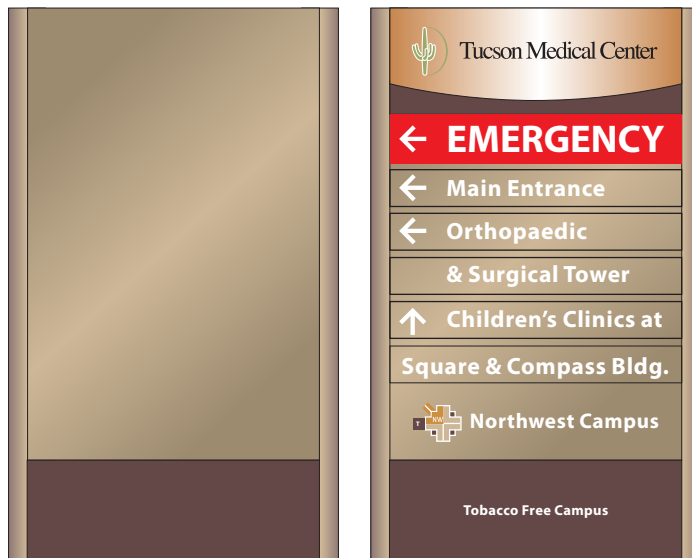 Tucson Medical Center
← EMERGENCY
← Main Entrance
← Orthopaedic
& Surgical Tower
↑ Children's Clinics at
Square & Compass Bldg.
T NW Northwest Campus
Tobacco Free Campus